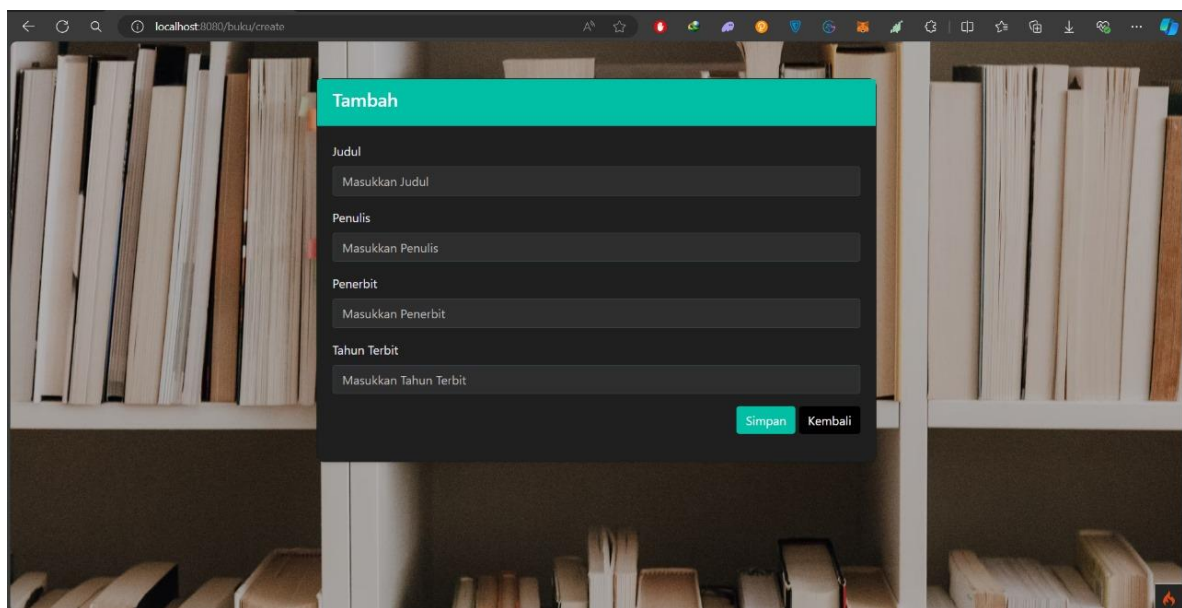 localhost:8080/buku/create
Tambah
Judul
Masukkan Judul
Penulis
Masukkan Penulis
Penerbit
Masukkan Penerbit
Tahun Terbit
Masukkan Tahun Terbit
Simpan Kembali